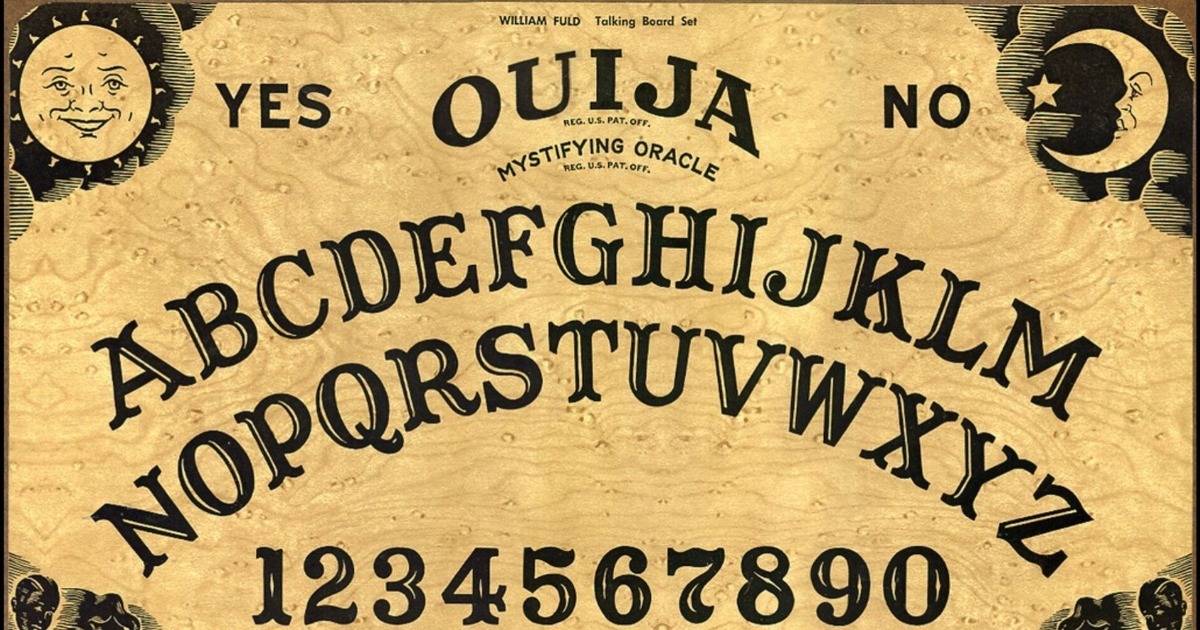 WILLIAM FULD Talking Board Set
YES OUIJA NO
REG. U.S. PAT. OFF.
MYSTIFYING ORACLE
REG. U.S. PAT. OFF.
ABCDEFGHIJKLM
NOPQRSTUVWXYZ
1234567890